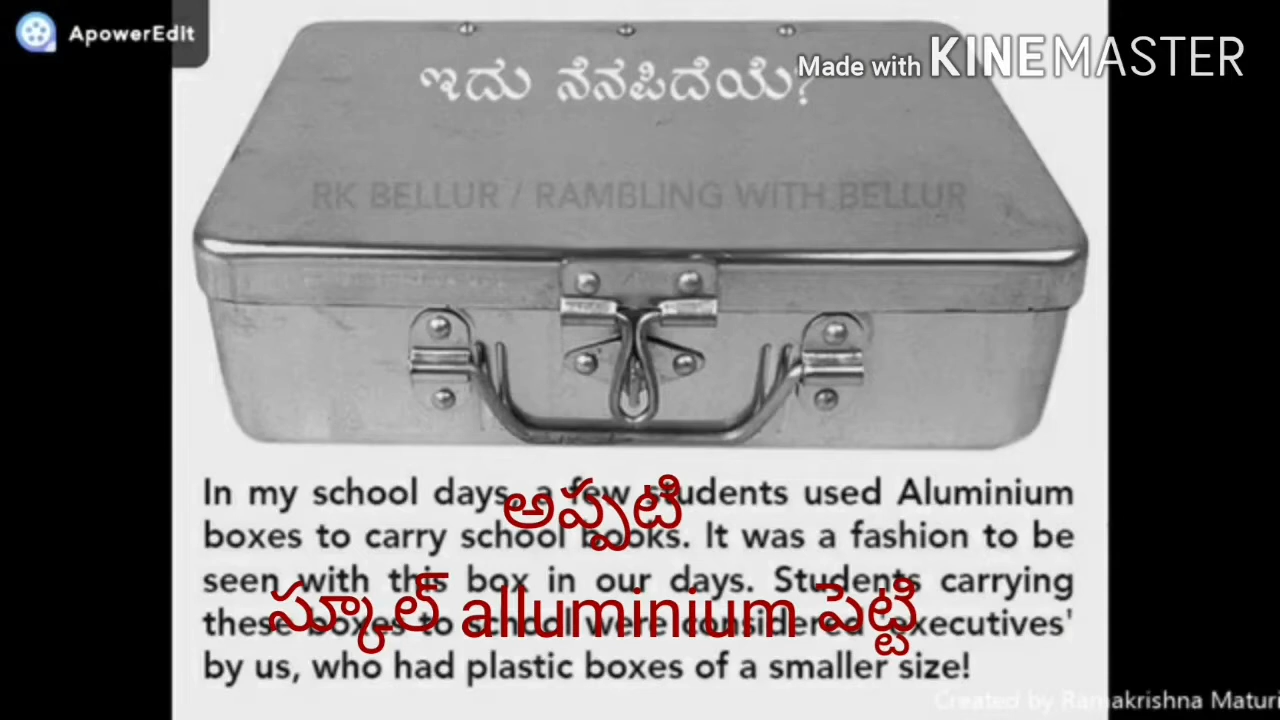 ApowerEdit
Made with KINEMASTER
ಇದು ನೆನಪಿದೆಯೆ?
RK BELLUR / RAMBLING WITH BELLUR
In my school days, a few students used Aluminium
అప్పటి
boxes to carry school books. It was a fashion to be
seen with this box in our days. Students carrying
స్కూల్ alluminium పెట్టి
these boxes to school were considered 'executives'
by us, who had plastic boxes of a smaller size!
Created by Ramakrishna Maturi